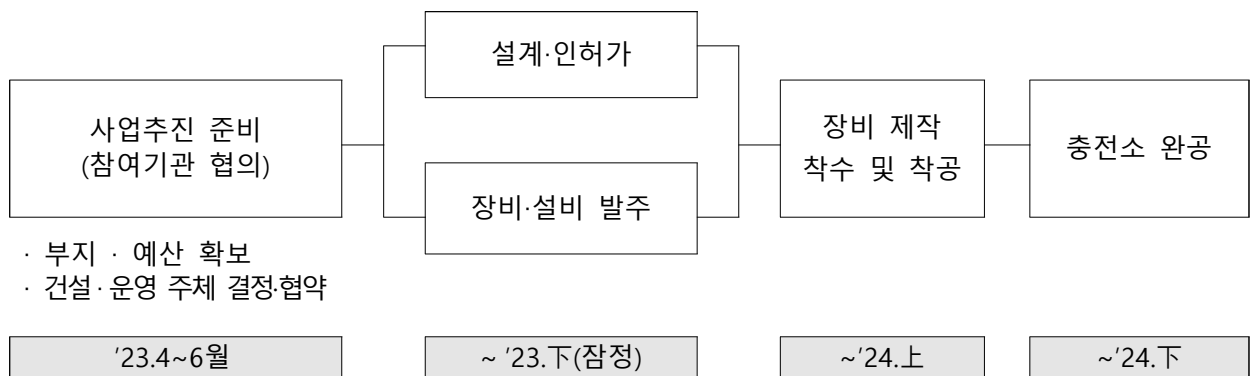 사업추진 준비
(참여기관 협의)
· 부지 · 예산 확보
· 건설·운영 주체 결정·협약
설계·인허가
장비·설비 발주
장비 제작
착수 및 착공
충전소 완공
'23.4~6월
~ '23.下(잠정)
~'24.上
~'24.下